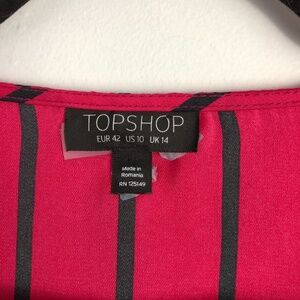 TOPSHOP
EUR 42 US 10 UK 14
Made in
Romania
RN 125149